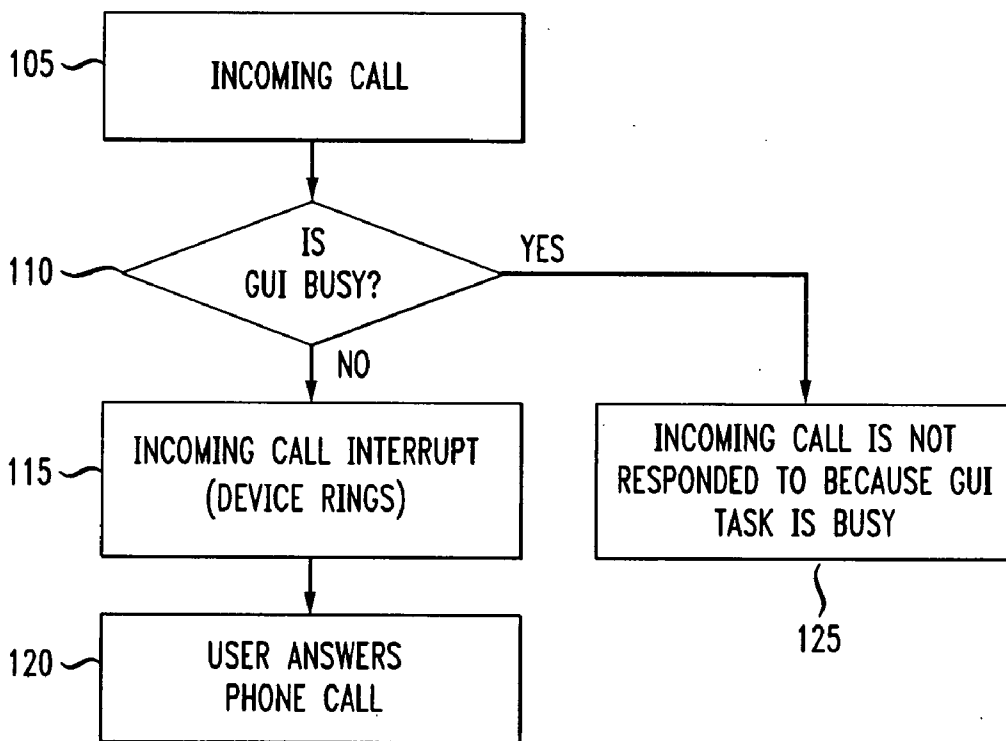 105
INCOMING CALL
110
IS
GUI BUSY?
YES
NO
115
INCOMING CALL INTERRUPT
(DEVICE RINGS)
INCOMING CALL IS NOT
RESPONDED TO BECAUSE GUI
TASK IS BUSY
125
120
USER ANSWERS
PHONE CALL